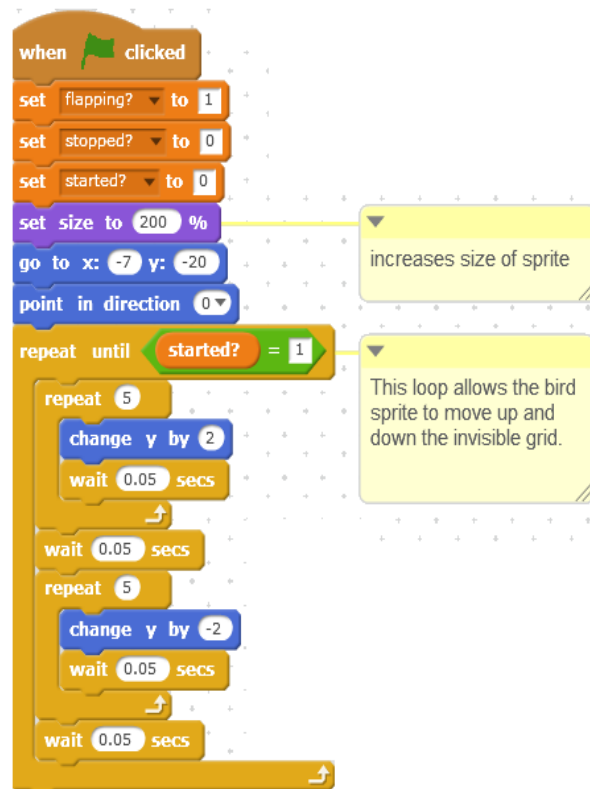 when clicked
set flapping? to 1
set stopped? to 0
set started? to 0
set size to 200 %
increases size of sprite
go to x: -7 y: -20
point in direction 0
repeat until started? = 1
This loop allows the bird
sprite to move up and
down the invisible grid.
repeat 5
change y by 2
wait 0.05 secs
wait 0.05 secs
repeat 5
change y by -2
wait 0.05 secs
wait 0.05 secs